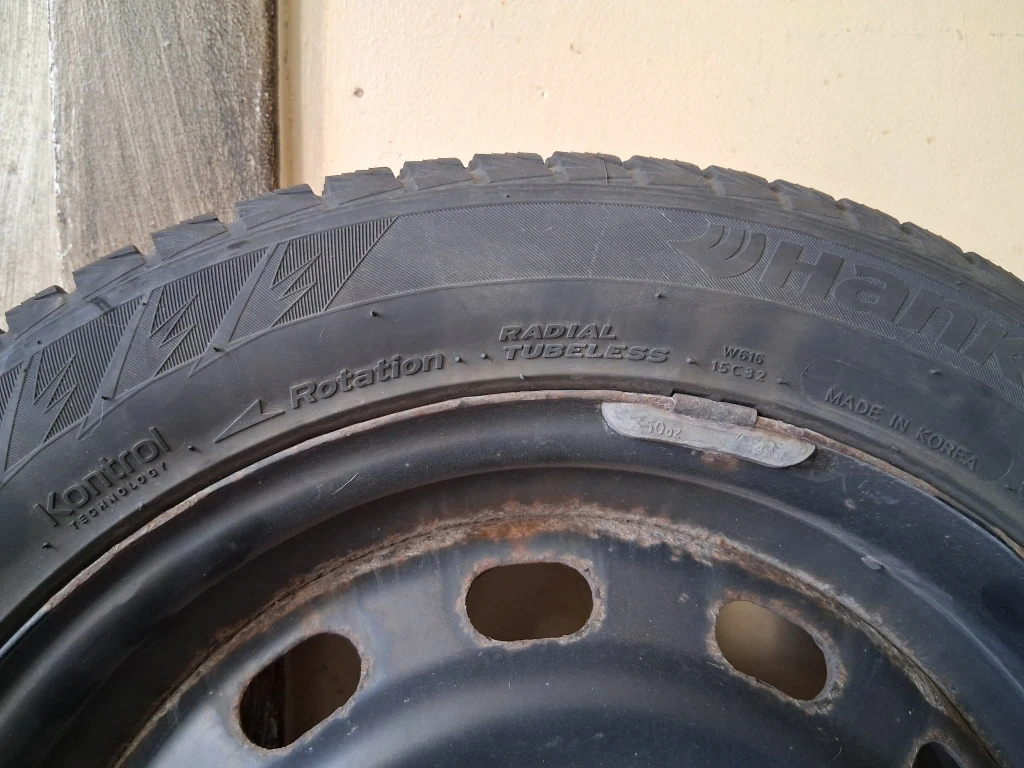 Hank
RADIAL
TUBELESS
Rotation
W616
15C32
MADE IN KOREA
Kontrol
TECHNOLOGY